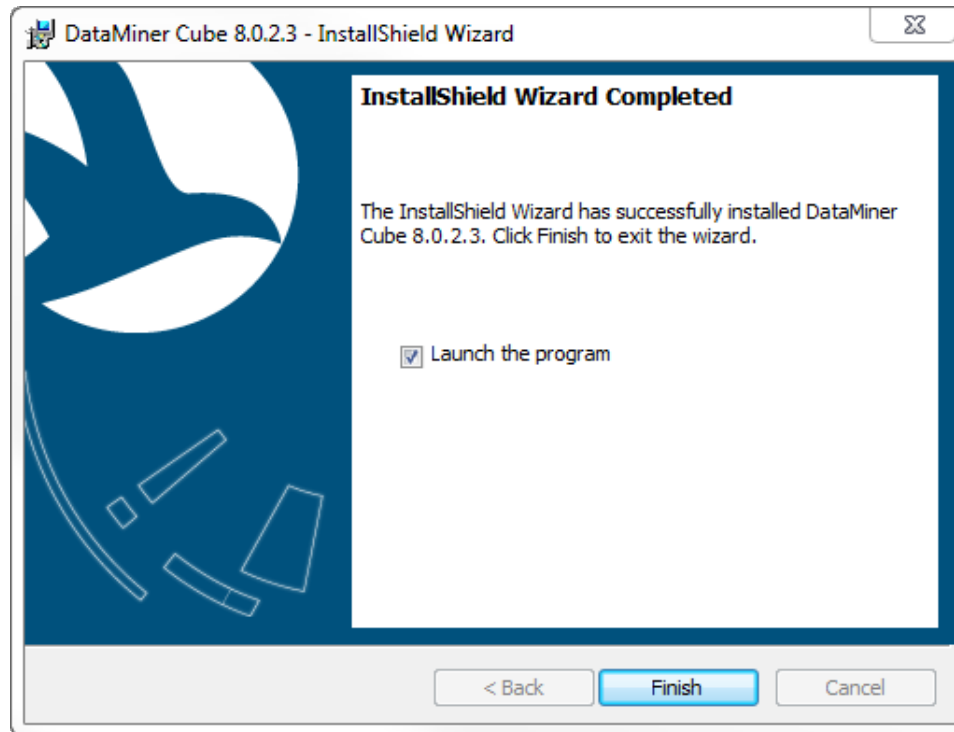 DataMiner Cube 8.0.2.3 - InstallShield Wizard
InstallShield Wizard Completed
The InstallShield Wizard has successfully installed DataMiner
Cube 8.0.2.3. Click Finish to exit the wizard.
Launch the program
< Back
Finish
Cancel